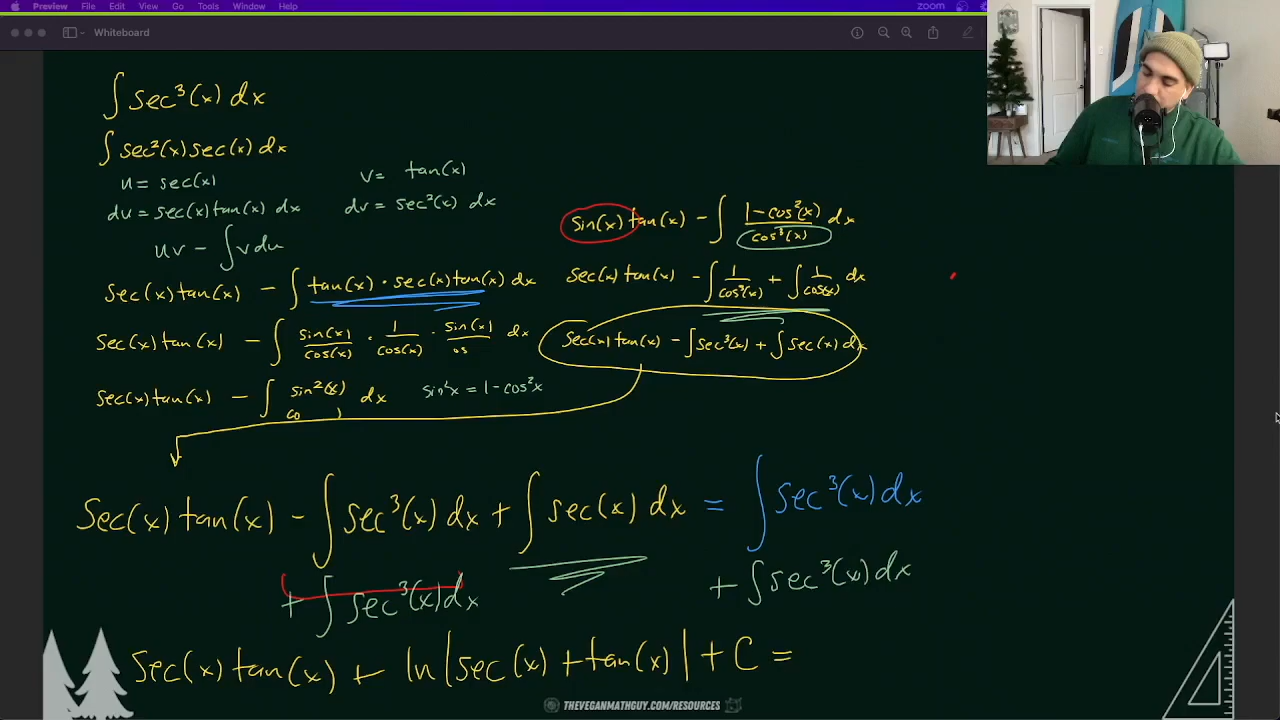 Preview File Edit View Go Tools Window Help zoom
Whiteboard
∫ sec³(x) dx
∫ sec²(x) sec(x) dx
u = sec(x) v = tan(x)
du = sec(x) tan(x) dx dv = sec²(x) dx
uv - ∫ v du
sec(x) tan(x) - ∫ tan(x) · sec(x) tan(x) dx
sec(x) tan(x) - ∫ sin(x)/cos(x) · 1/cos(x) · sin(x)/os dx
sec(x) tan(x) - ∫ sin²(x)/co ) dx sin²x = 1 - cos²x
sin(x) tan(x) - ∫ 1 - cos²(x)/cos³(x) dx
sec(x) tan(x) - ∫ 1/cos³(x) + ∫ 1/cos(x) dx
sec(x) tan(x) - ∫ sec³(x) + ∫ sec(x) dx
sec(x) tan(x) - ∫ sec³(x) dx + ∫ sec(x) dx = ∫ sec³(x) dx
+ ∫ sec³(x) dx + ∫ sec³(x) dx
sec(x) tan(x) + ln|sec(x) + tan(x)| + C =
THEVEGANMATHGUY.COM/RESOURCES